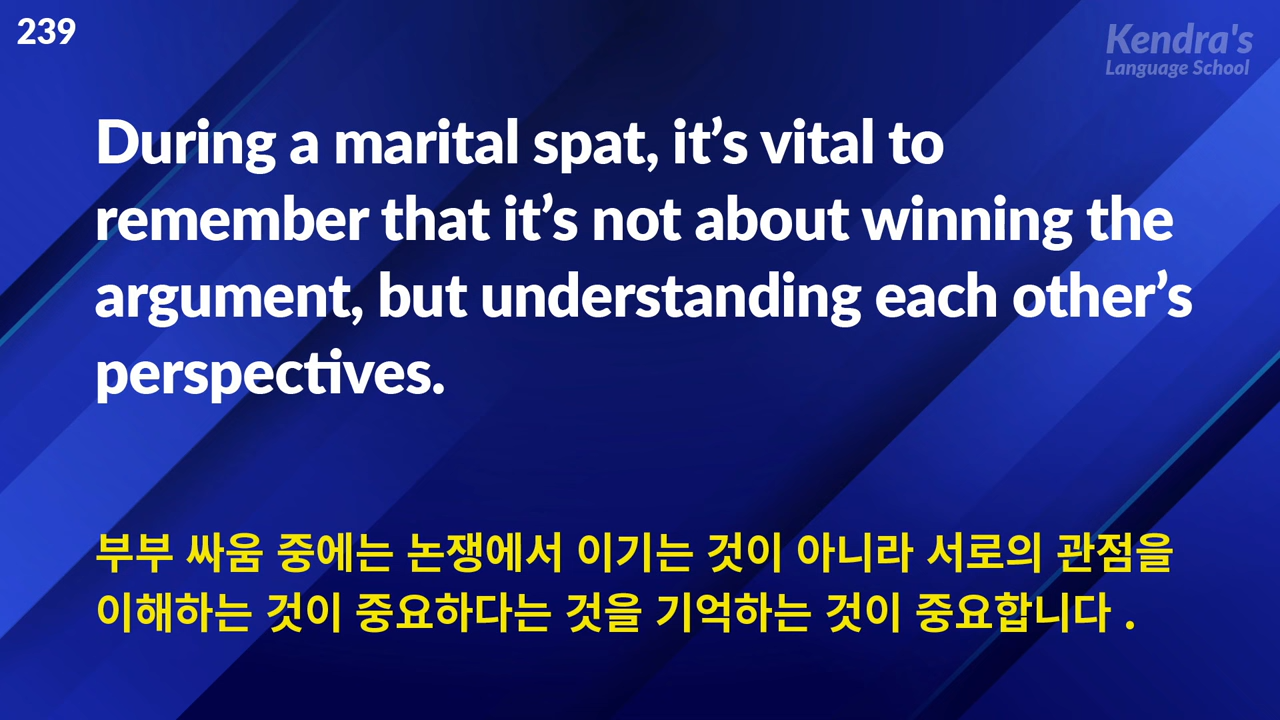 239
Kendra's
Language School
During a marital spat, it’s vital to
remember that it’s not about winning the
argument, but understanding each other’s
perspectives.
부부 싸움 중에는 논쟁에서 이기는 것이 아니라 서로의 관점을
이해하는 것이 중요하다는 것을 기억하는 것이 중요합니다 .